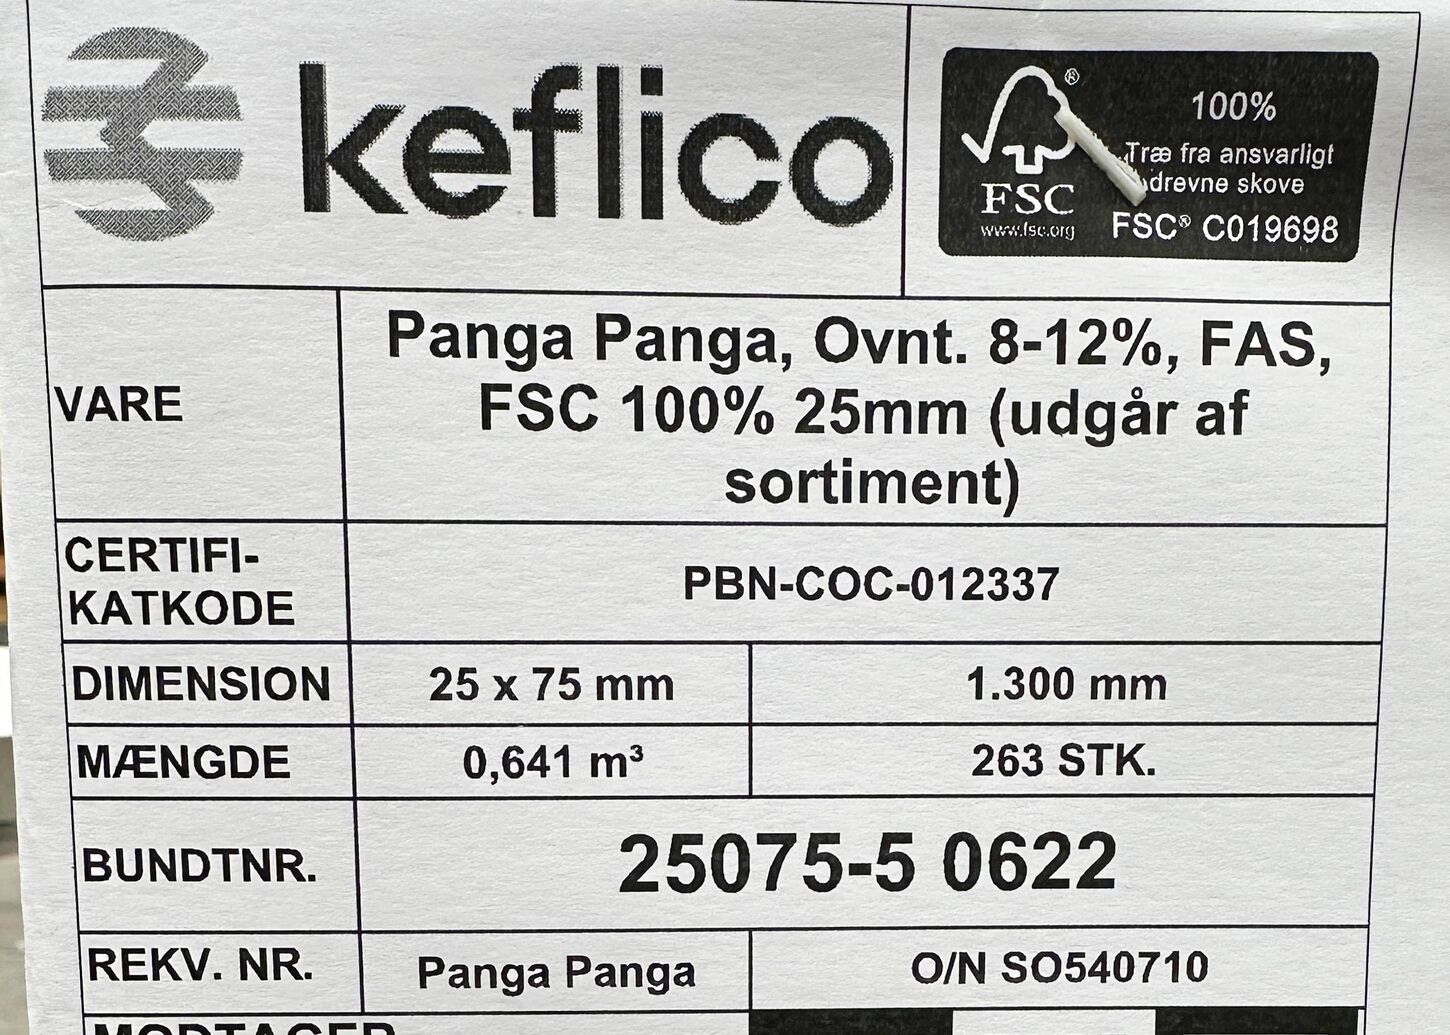 keflico
FSC
www.fsc.org
100%
Træ fra ansvarligt
drevne skove
FSC® C019698
VARE
Panga Panga, Ovnt. 8-12%, FAS,
FSC 100% 25mm (udgår af
sortiment)
CERTIFI-
KATKODE
PBN-COC-012337
DIMENSION
25 x 75 mm
1.300 mm
MÆNGDE
0,641 m³
263 STK.
BUNDTNR.
25075-5 0622
REKV. NR.
Panga Panga
O/N SO540710
MODTAGER